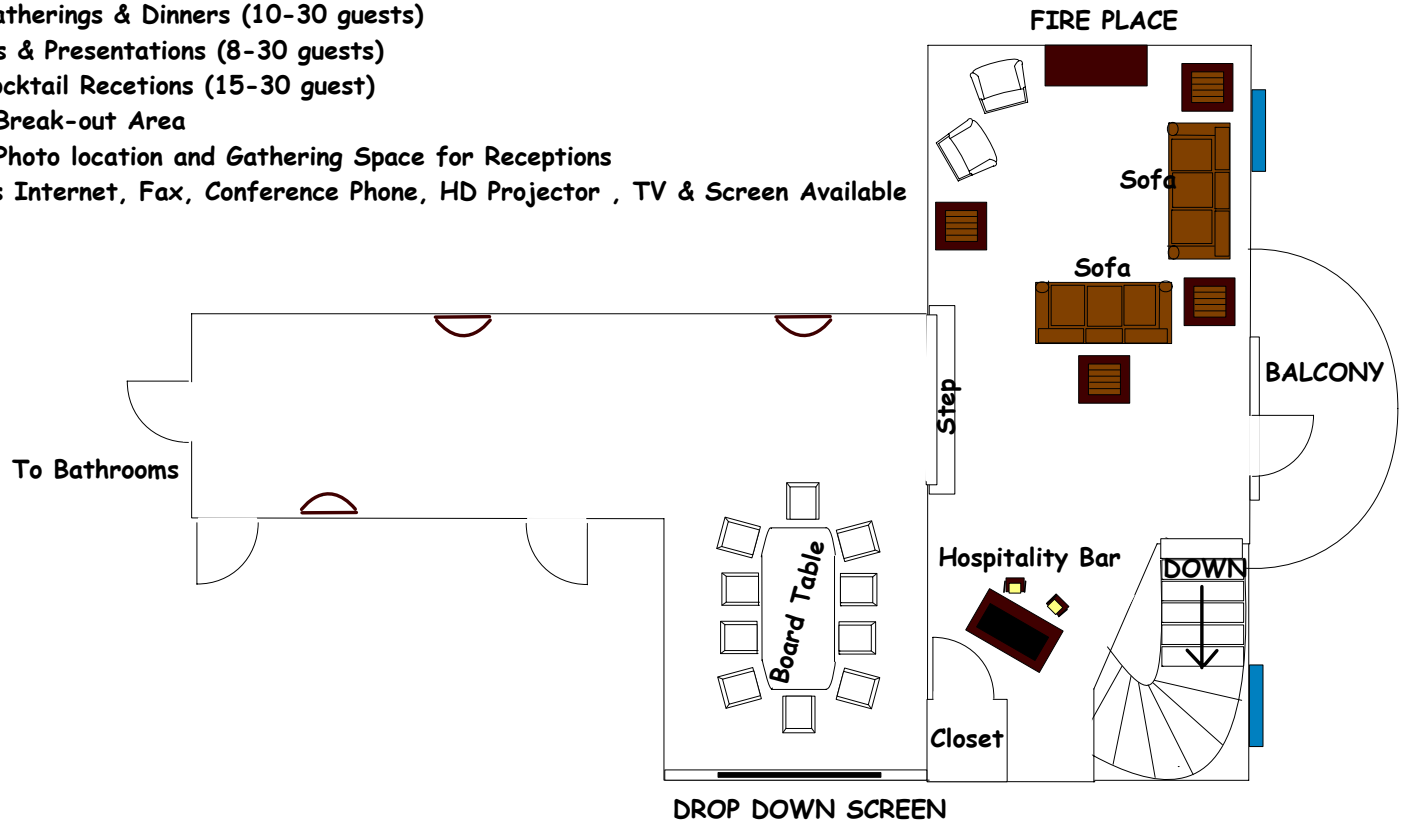 atherings & Dinners (10-30 guests)
s & Presentations (8-30 guests)
ocktail Recetions (15-30 guest)
Break-out Area
Photo location and Gathering Space for Receptions
s Internet, Fax, Conference Phone, HD Projector , TV & Screen Available
FIRE PLACE
Sofa
Sofa
BALCONY
Step
To Bathrooms
Hospitality Bar
DOWN
Board Table
Closet
DROP DOWN SCREEN